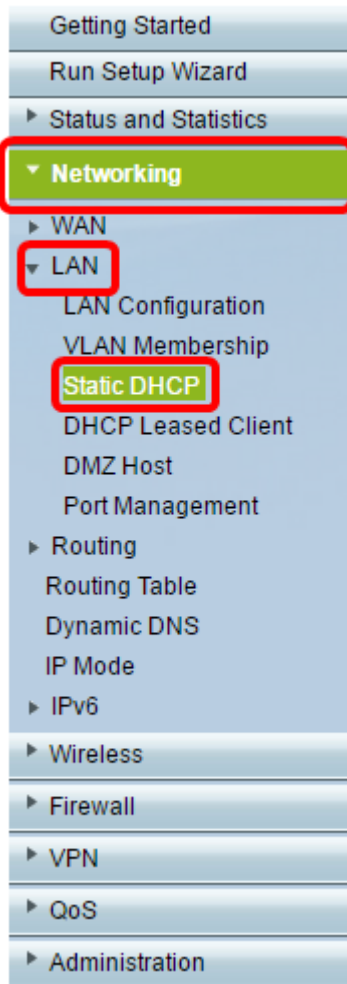 Getting Started
Run Setup Wizard
Status and Statistics
Networking
WAN
LAN
LAN Configuration
VLAN Membership
Static DHCP
DHCP Leased Client
DMZ Host
Port Management
Routing
Routing Table
Dynamic DNS
IP Mode
IPv6
Wireless
Firewall
VPN
QoS
Administration